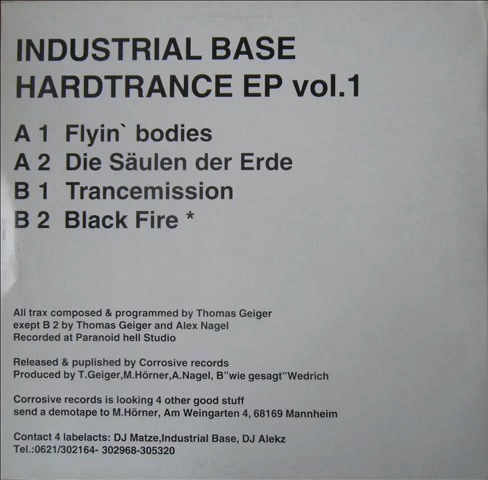 INDUSTRIAL BASE
HARDTRANCE EP vol.1
A 1 Flyin` bodies
A 2 Die Säulen der Erde
B 1 Trancemission
B 2 Black Fire *
All trax composed & programmed by Thomas Geiger
exept B 2 by Thomas Geiger and Alex Nagel
Recorded at Paranoid hell Studio
Released & puplished by Corrosive records
Produced by T.Geiger,M.Hörner,A.Nagel, B"wie gesagt"Wedrich
Corrosive records is looking 4 other good stuff
send a demotape to M.Hörner, Am Weingarten 4, 68169 Mannheim
Contact 4 labelacts: DJ Matze,Industrial Base, DJ Alekz
Tel.:0621/302164- 302968-305320